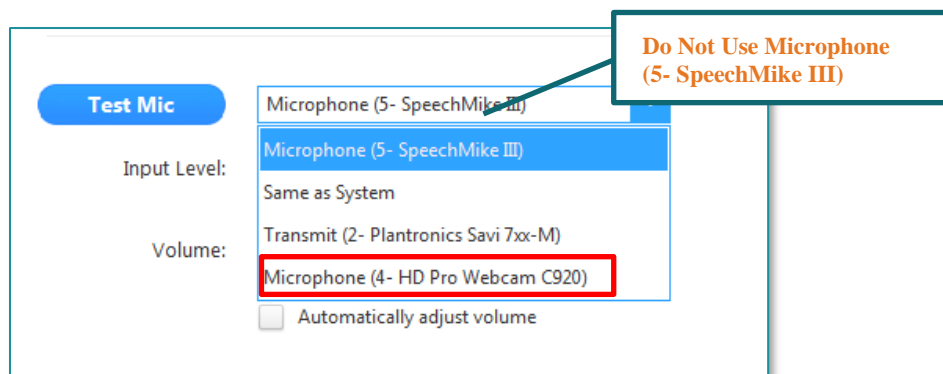 Do Not Use Microphone
(5- SpeechMike III)
Test Mic
Microphone (5- SpeechMike III)
Microphone (5- SpeechMike III)
Input Level:
Same as System
Transmit (2- Plantronics Savi 7xx-M)
Volume:
Microphone (4- HD Pro Webcam C920)
Automatically adjust volume